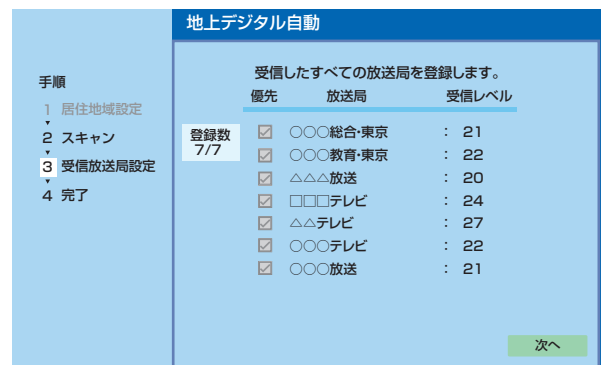 地上デジタル自動
手順
1 居住地域設定
2 スキャン
3 受信放送局設定
4 完了
受信したすべての放送局を登録します。
優先 放送局 受信レベル
登録数
7/7
○○○総合・東京 : 21
○○○教育・東京 : 22
△△△放送 : 20
□□□テレビ : 24
△△テレビ : 27
○○○テレビ : 22
○○○放送 : 21
次へ